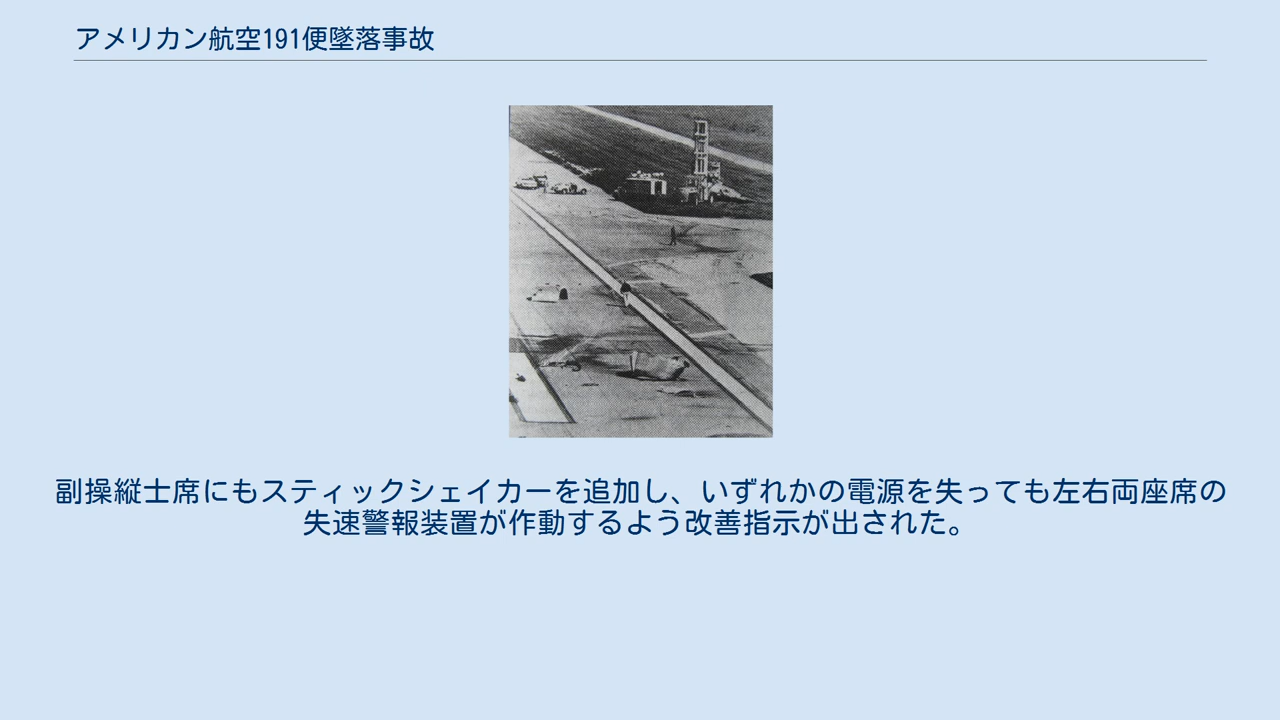 アメリカン航空191便墜落事故
副操縦士席にもスティックシェイカーを追加し、いずれかの電源を失っても左右両座席の
失速警報装置が作動するよう改善指示が出された。